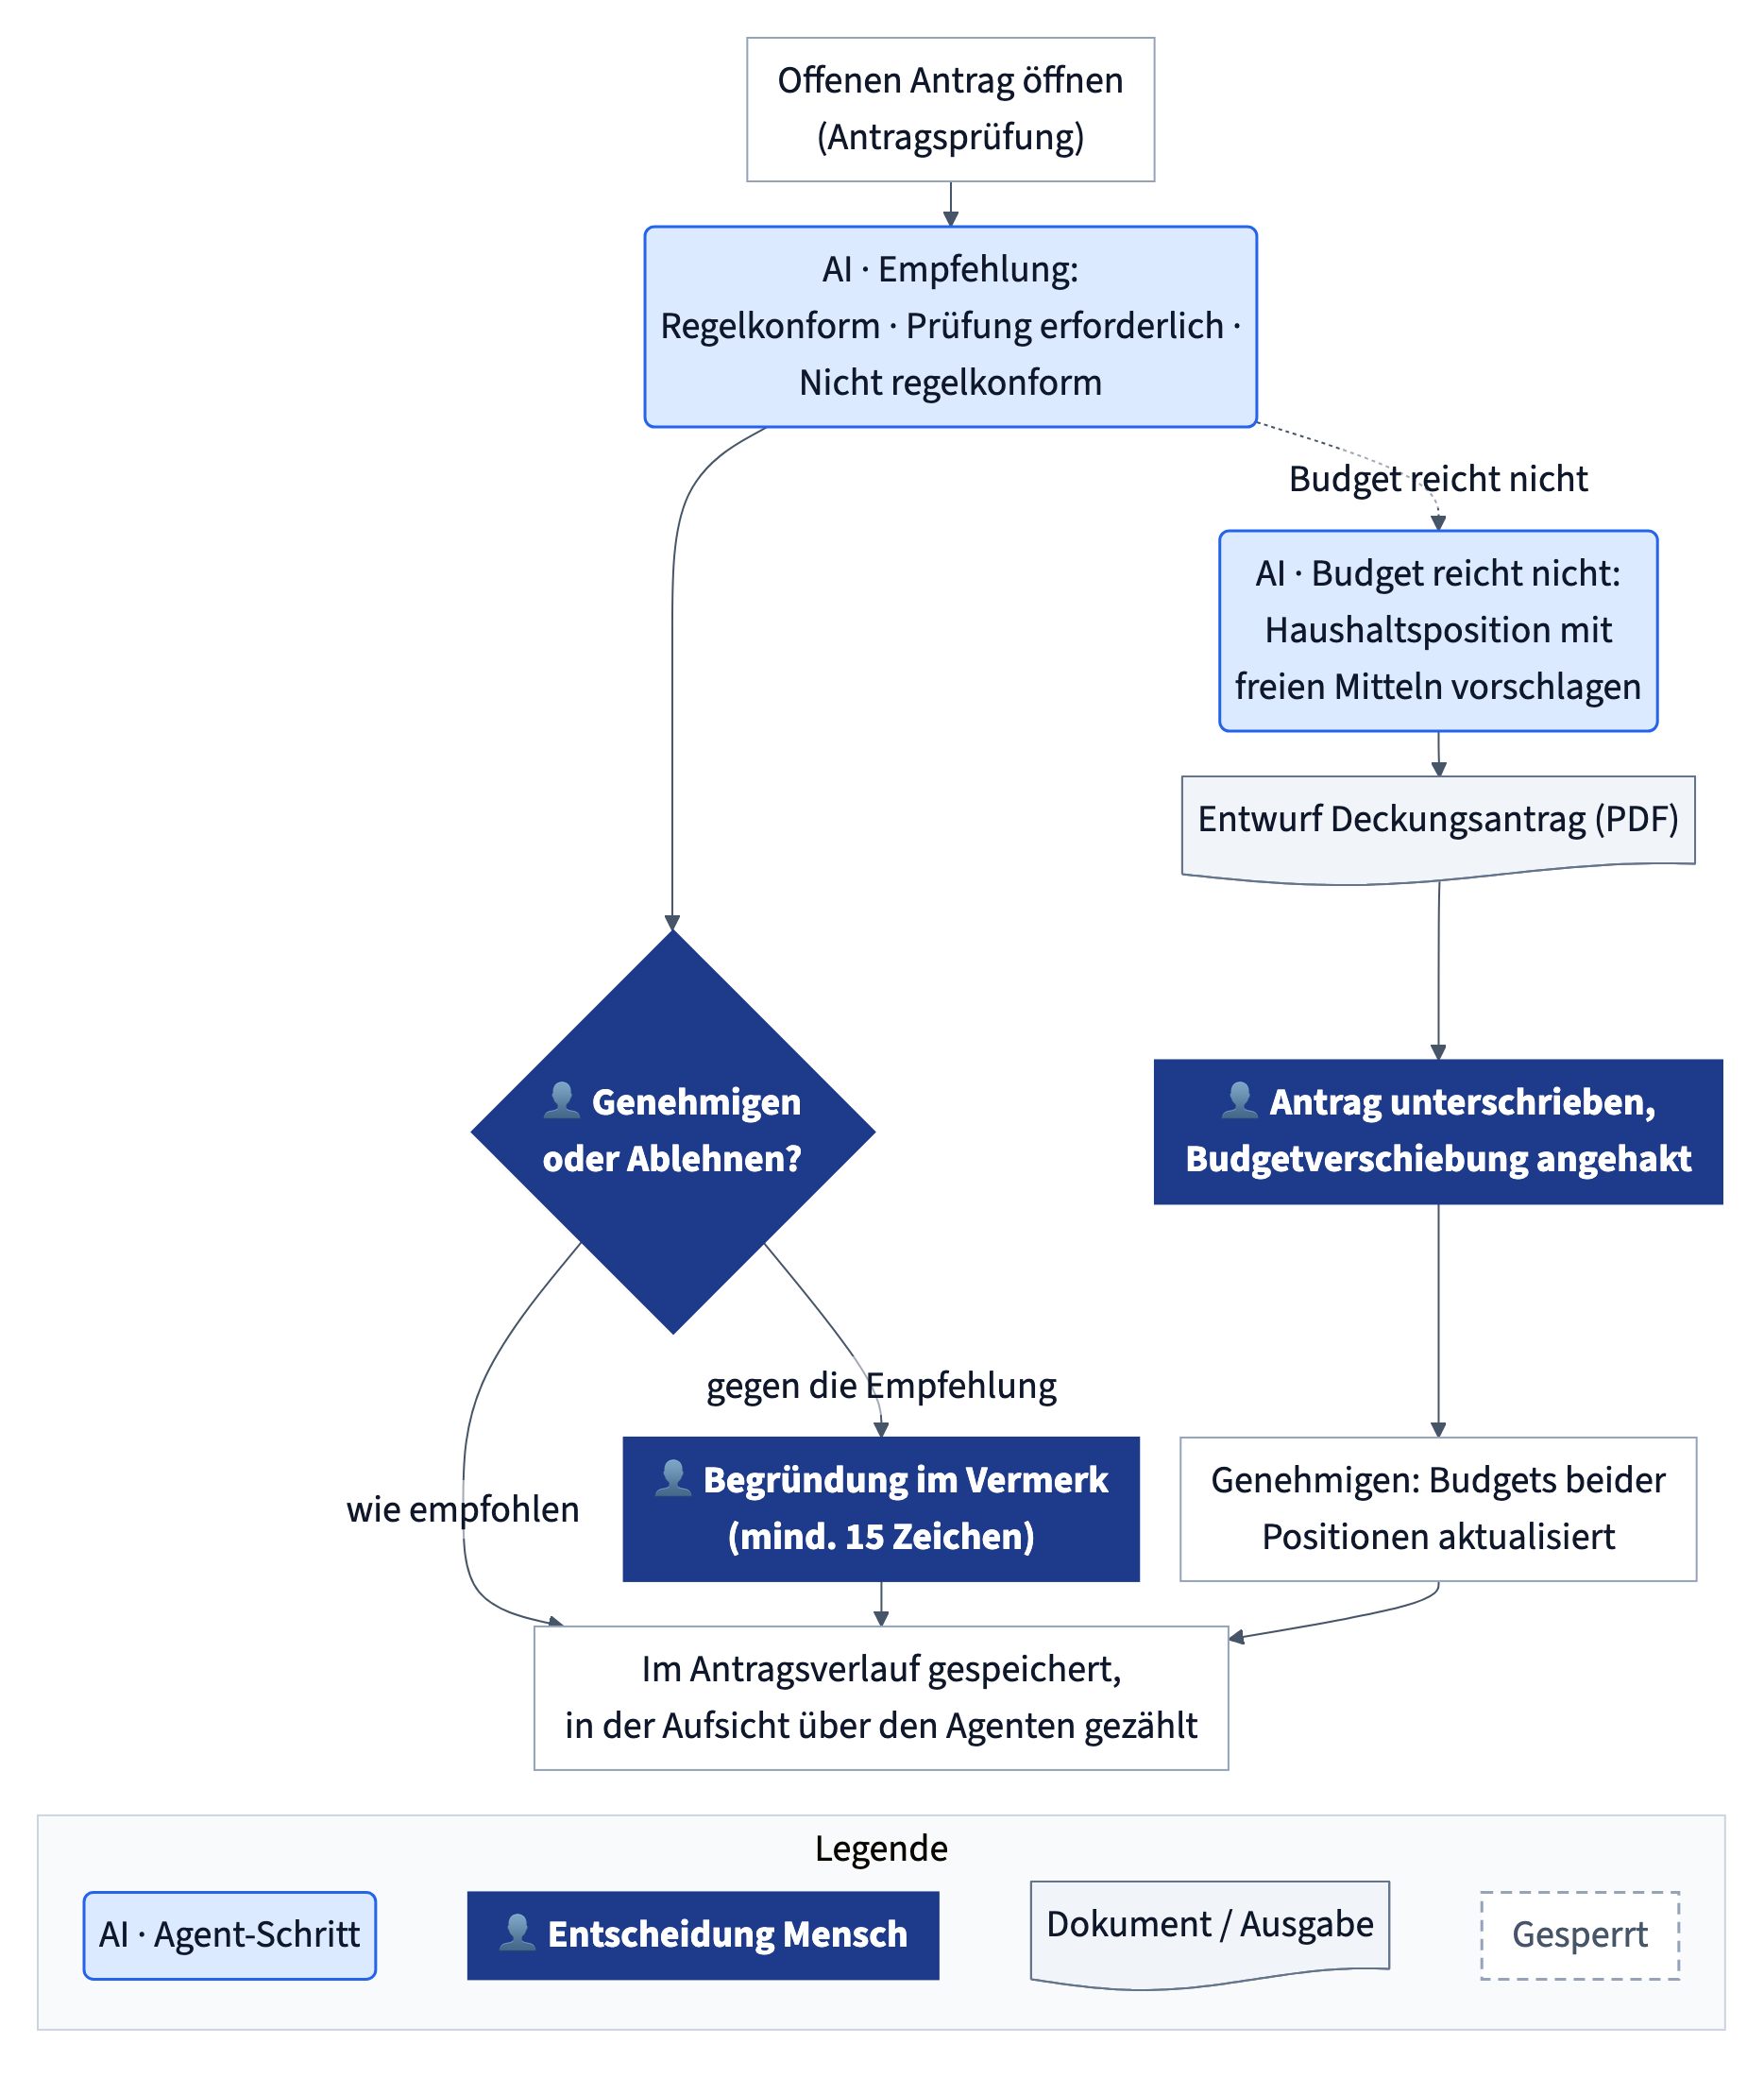 Offenen Antrag öffnen
(Antragsprüfung)
AI · Empfehlung:
Regelkonform · Prüfung erforderlich ·
Nicht regelkonform
Budget reicht nicht
AI · Budget reicht nicht:
Haushaltsposition mit
freien Mitteln vorschlagen
Entwurf Deckungsantrag (PDF)
👤 Genehmigen
oder Ablehnen?
👤 Antrag unterschrieben,
Budgetverschiebung angehakt
gegen die Empfehlung
wie empfohlen
👤 Begründung im Vermerk
(mind. 15 Zeichen)
Genehmigen: Budgets beider
Positionen aktualisiert
Im Antragsverlauf gespeichert,
in der Aufsicht über den Agenten gezählt
Legende
AI · Agent-Schritt
👤 Entscheidung Mensch
Dokument / Ausgabe
Gesperrt